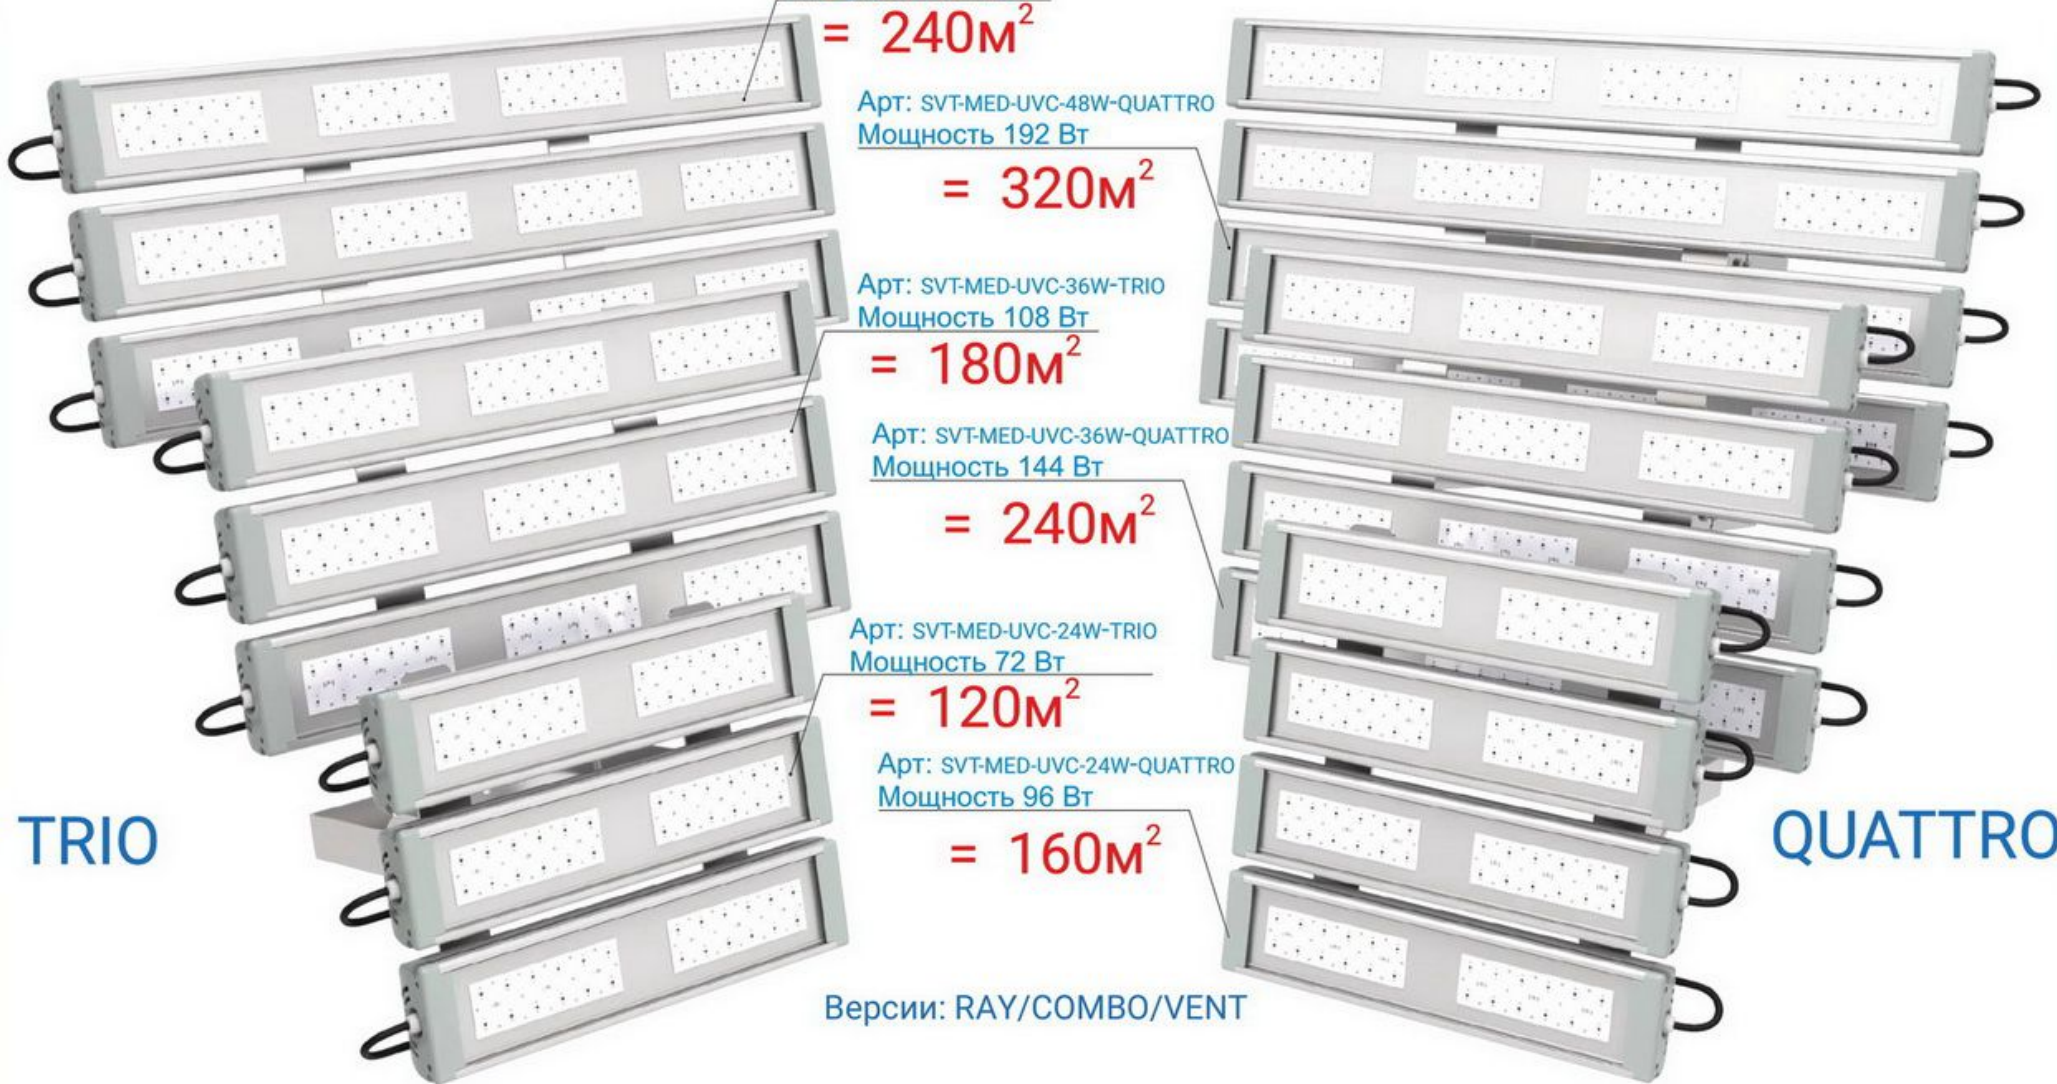 = 240м²
Арт: SVT-MED-UVC-48W-QUATTRO
Мощность 192 Вт
= 320м²
Арт: SVT-MED-UVC-36W-TRIO
Мощность 108 Вт
= 180м²
Арт: SVT-MED-UVC-36W-QUATTRO
Мощность 144 Вт
= 240м²
Арт: SVT-MED-UVC-24W-TRIO
Мощность 72 Вт
= 120м²
Арт: SVT-MED-UVC-24W-QUATTRO
Мощность 96 Вт
= 160м²
TRIO
QUATTRO
Версии: RAY/COMBO/VENT